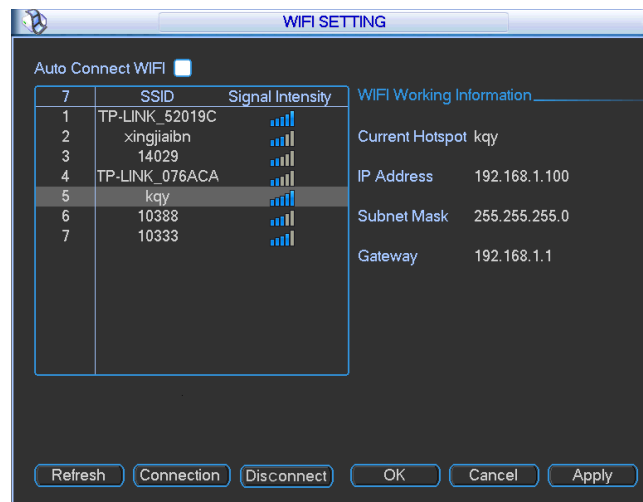 WIFI SETTING
Auto Connect WIFI
7 SSID Signal Intensity
1 TP-LINK_52019C
2 xingjiaibn
3 14029
4 TP-LINK_076ACA
5 kqy
6 10388
7 10333
WIFI Working Information
Current Hotspot kqy
IP Address 192.168.1.100
Subnet Mask 255.255.255.0
Gateway 192.168.1.1
Refresh Connection Disconnect OK Cancel Apply